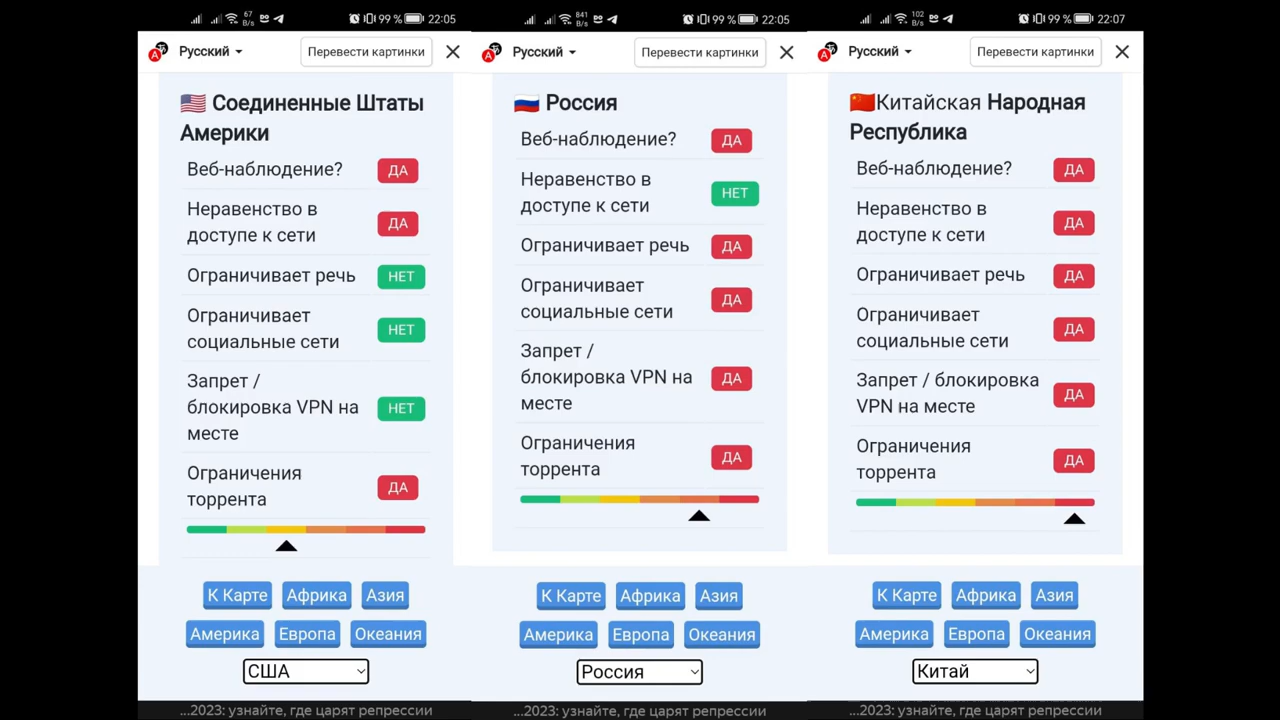 67 B/s 99 % 22:05
Русский Перевести картинки
Соединенные Штаты
Америки
Веб-наблюдение? ДА
Неравенство в
доступе к сети ДА
Ограничивает речь НЕТ
Ограничивает
социальные сети НЕТ
Запрет /
блокировка VPN на
месте НЕТ
Ограничения
торрента ДА
К Карте Африка Азия
Америка Европа Океания
США
...2023: узнайте, где царят репрессии
841 B/s 99 % 22:05
Русский Перевести картинки
Россия
Веб-наблюдение? ДА
Неравенство в
доступе к сети НЕТ
Ограничивает речь ДА
Ограничивает
социальные сети ДА
Запрет /
блокировка VPN на
месте ДА
Ограничения
торрента ДА
К Карте Африка Азия
Америка Европа Океания
Россия
...2023: узнайте, где царят репрессии
102 B/s 99 % 22:07
Русский Перевести картинки
Китайская Народная
Республика
Веб-наблюдение? ДА
Неравенство в
доступе к сети ДА
Ограничивает речь ДА
Ограничивает
социальные сети ДА
Запрет / блокировка
VPN на месте ДА
Ограничения
торрента ДА
К Карте Африка Азия
Америка Европа Океания
Китай
...2023: узнайте, где царят репрессии